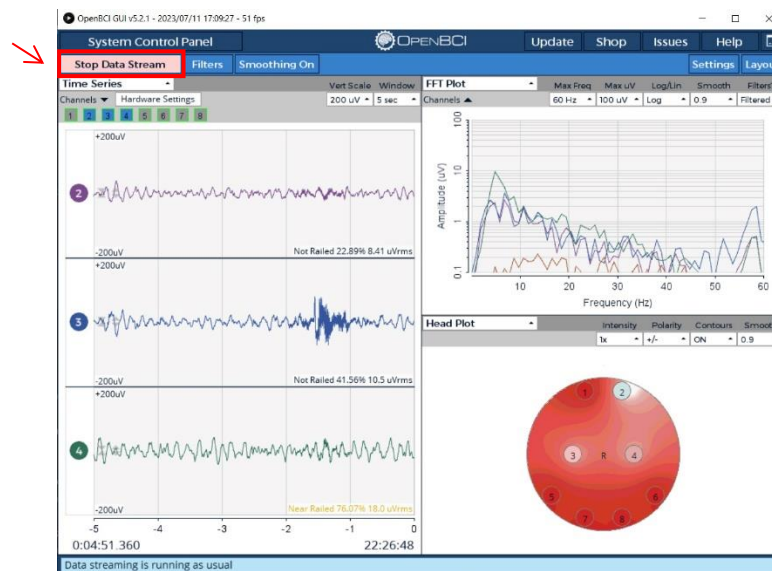 OpenBCI GUI v5.2.1 - 2023/07/11 17:09:27 - 51 fps
System Control Panel
OPENBCI
Update Shop Issues Help
Stop Data Stream Filters Smoothing On
Settings Layou
Time Series
Vert Scale Window
Channels Hardware Settings
200 uV 5 sec
1 2 3 4 5 6 7 8
+200uV
2
-200uV
Not Railed 22.89% 8.41 uVrms
+200uV
3
-200uV
Not Railed 41.56% 10.5 uVrms
+200uV
4
-200uV
Near Railed 76.07% 18.0 uVrms
-5 -4 -3 -2 -1 0
0:04:51.360
22:26:48
FFT Plot
Max Freq Max uV Log/Lin Smooth Filters
Channels
60 Hz 100 uV Log 0.9 Filtered
100
10
1
0.1
Amplitude (uV)
10 20 30 40 50 60
Frequency (Hz)
Head Plot
Intensity Polarity Contours Smoot
1x +/- ON 0.9
1 2
3 R 4
5 6
7 8
Data streaming is running as usual